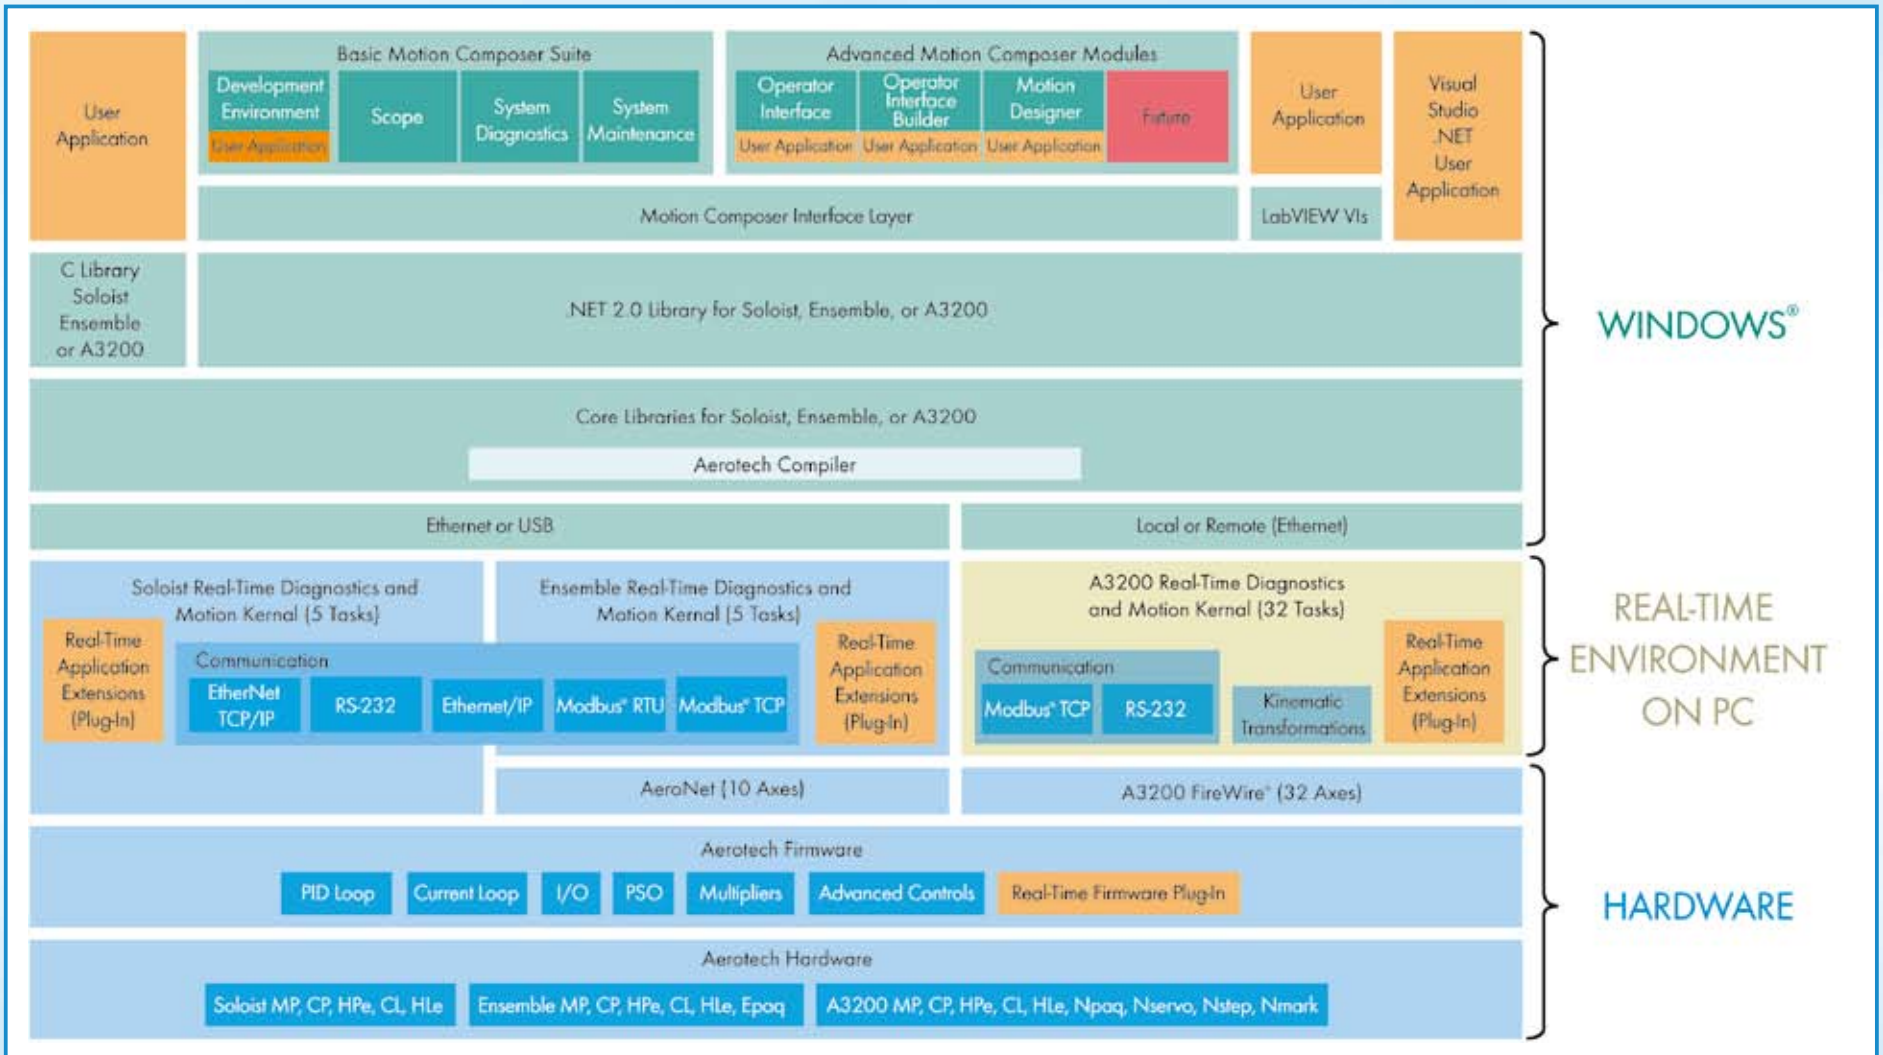 User
Application
Basic Motion Composer Suite
Development
Environment
User Application
Scope
System
Diagnostics
System
Maintenance
Advanced Motion Composer Modules
Operator
Interface
User Application
Operator
Interface
Builder
User Application
Motion
Designer
User Application
Future
User
Application
Visual
Studio
.NET
User
Application
Motion Composer Interface Layer
LabVIEW VIs
C Library
Soloist
Ensemble
or A3200
.NET 2.0 Library for Soloist, Ensemble, or A3200
WINDOWS®
Core Libraries for Soloist, Ensemble, or A3200
Aerotech Compiler
Ethernet or USB
Local or Remote (Ethernet)
Soloist Real-Time Diagnostics and
Motion Kernel (5 Tasks)
Real-Time
Application
Extensions
(Plug-In)
Communication
EtherNet
TCP/IP
RS-232
Ethernet/IP
Modbus® RTU
Modbus® TCP
Ensemble Real-Time Diagnostics and
Motion Kernel (5 Tasks)
Real-Time
Application
Extensions
(Plug-In)
A3200 Real-Time Diagnostics
and Motion Kernel (32 Tasks)
Communication
Modbus® TCP
RS-232
Kinematic
Transformations
Real-Time
Application
Extensions
(Plug-In)
REAL-TIME
ENVIRONMENT
ON PC
AeroNet (10 Axes)
A3200 FireWire® (32 Axes)
Aerotech Firmware
PID Loop
Current Loop
I/O
PSO
Multipliers
Advanced Controls
Real-Time Firmware Plug-In
HARDWARE
Aerotech Hardware
Soloist MP, CP, HPe, CL, HLe
Ensemble MP, CP, HPe, CL, HLe, Epaq
A3200 MP, CP, HPe, CL, HLe, Npaq, Nservo, Nstep, Nmark